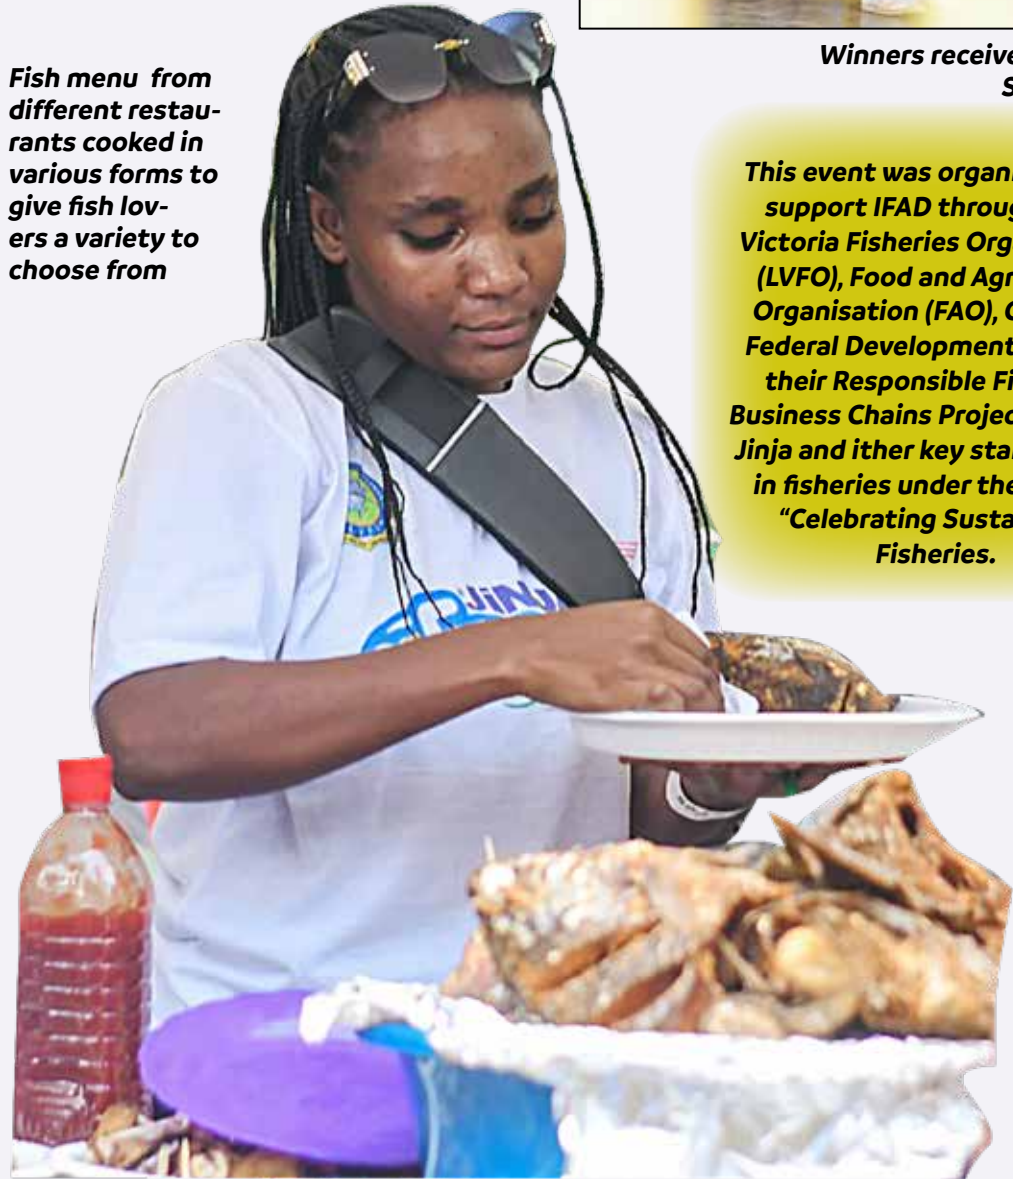 Fish menu from
different restau-
rants cooked in
various forms to
give fish lov-
ers a variety to
choose from
Winners receive
S
This event was organi
support IFAD throug
Victoria Fisheries Org
(LVFO), Food and Agr
Organisation (FAO), G
Federal Development
their Responsible Fi
Business Chains Projec
Jinja and ither key sta
in fisheries under the
“Celebrating Susta
Fisheries.
JINJ